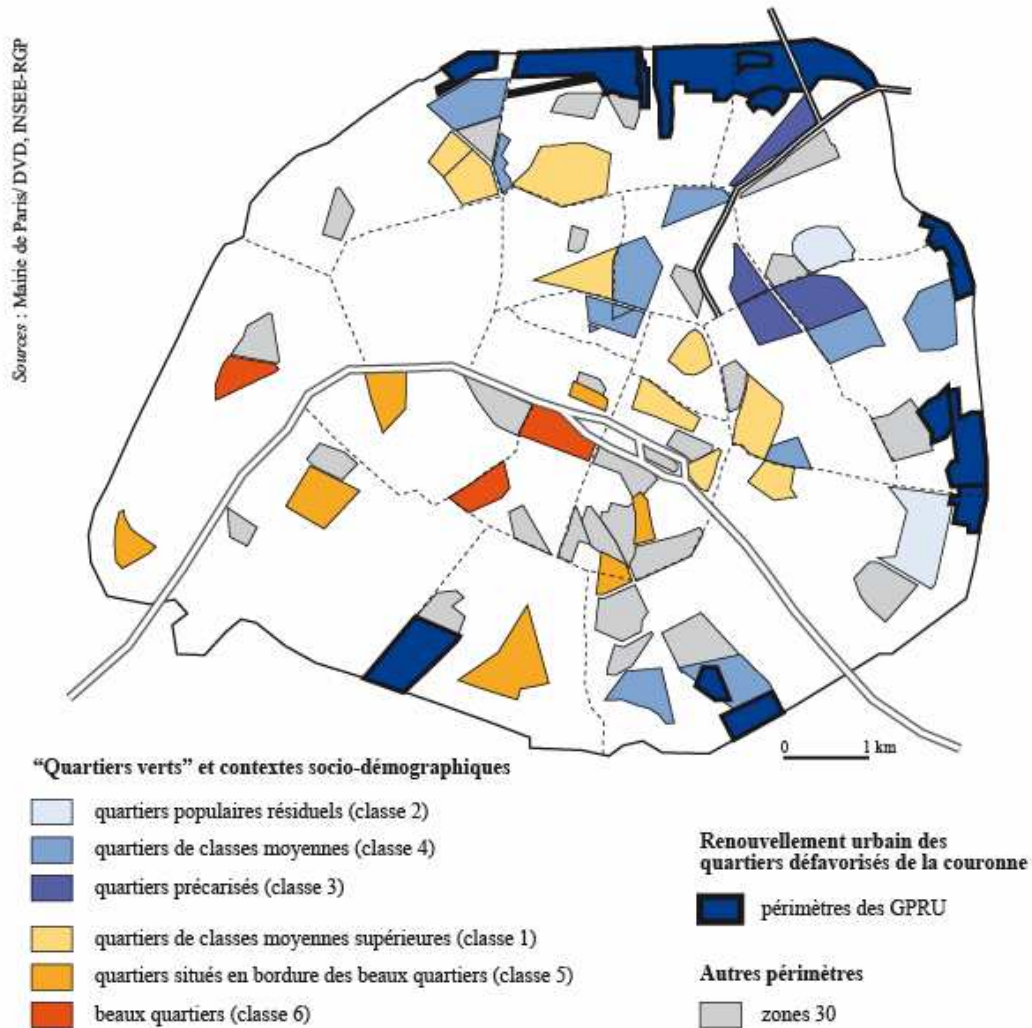 Sources : Mairie de Paris/ DVD, INSEE-RGP
0 1 km
“Quartiers verts” et contextes socio-démographiques
quartiers populaires résiduels (classe 2)
quartiers de classes moyennes (classe 4)
quartiers précarisés (classe 3)
quartiers de classes moyennes supérieures (classe 1)
quartiers situés en bordure des beaux quartiers (classe 5)
beaux quartiers (classe 6)
Renouvellement urbain des
quartiers défavorisés de la couronne
périmètres des GPRU
Autres périmètres
zones 30